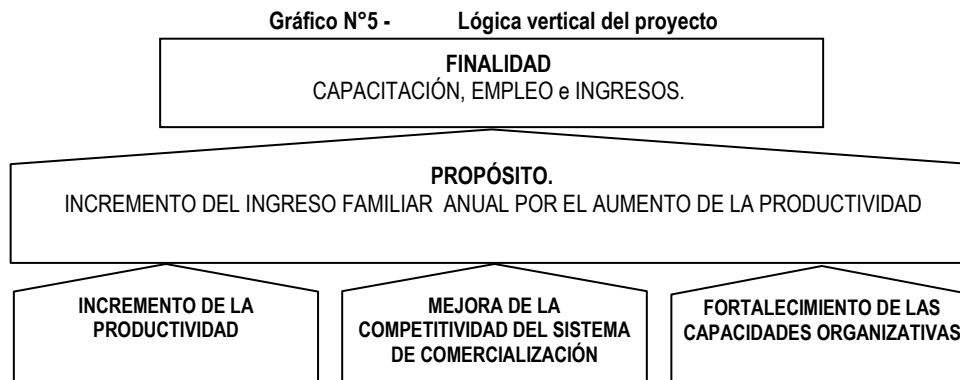 Gráfico N°5 - Lógica vertical del proyecto
FINALIDAD
CAPACITACIÓN, EMPLEO e INGRESOS.
PROPÓSITO.
INCREMENTO DEL INGRESO FAMILIAR ANUAL POR EL AUMENTO DE LA PRODUCTIVIDAD
INCREMENTO DE LA
PRODUCTIVIDAD
MEJORA DE LA
COMPETITIVIDAD DEL SISTEMA
DE COMERCIALIZACIÓN
FORTALECIMIENTO DE LAS
CAPACIDADES ORGANIZATIVAS